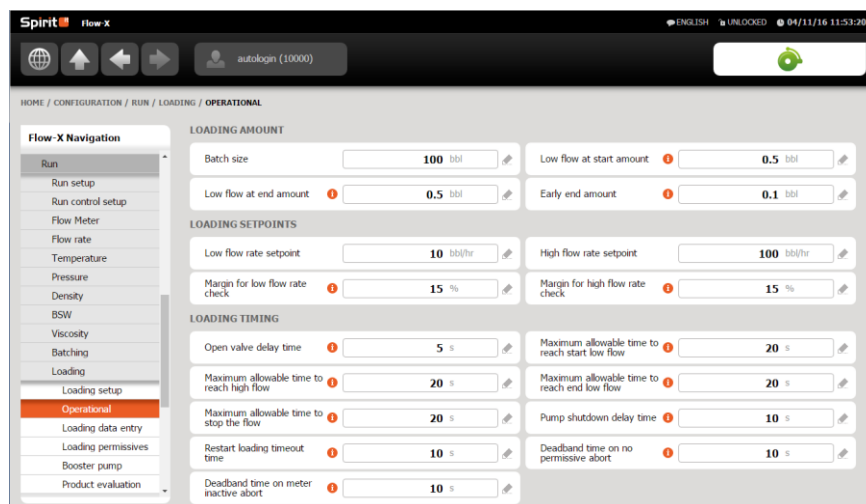 Spirit Flow-X
ENGLISH UNLOCKED 04/11/16 11:53:20
autologin (10000)
HOME / CONFIGURATION / RUN / LOADING / OPERATIONAL
Flow-X Navigation
Run
Run setup
Run control setup
Flow Meter
Flow rate
Temperature
Pressure
Density
BSW
Viscosity
Batching
Loading
Loading setup
Operational
Loading data entry
Loading permissives
Booster pump
Product evaluation
LOADING AMOUNT
Batch size 100 bbl
Low flow at start amount 0.5 bbl
Low flow at end amount 0.5 bbl
Early end amount 0.1 bbl
LOADING SETPOINTS
Low flow rate setpoint 10 bbl/hr
High flow rate setpoint 100 bbl/hr
Margin for low flow rate
check 15 %
Margin for high flow rate
check 15 %
LOADING TIMING
Open valve delay time 5 s
Maximum allowable time to
reach start low flow 20 s
Maximum allowable time to
reach high flow 20 s
Maximum allowable time to
reach end low flow 20 s
Maximum allowable time to
stop the flow 20 s
Pump shutdown delay time 10 s
Restart loading timeout
time 10 s
Deadband time on no
permissive abort 10 s
Deadband time on meter
inactive abort 10 s